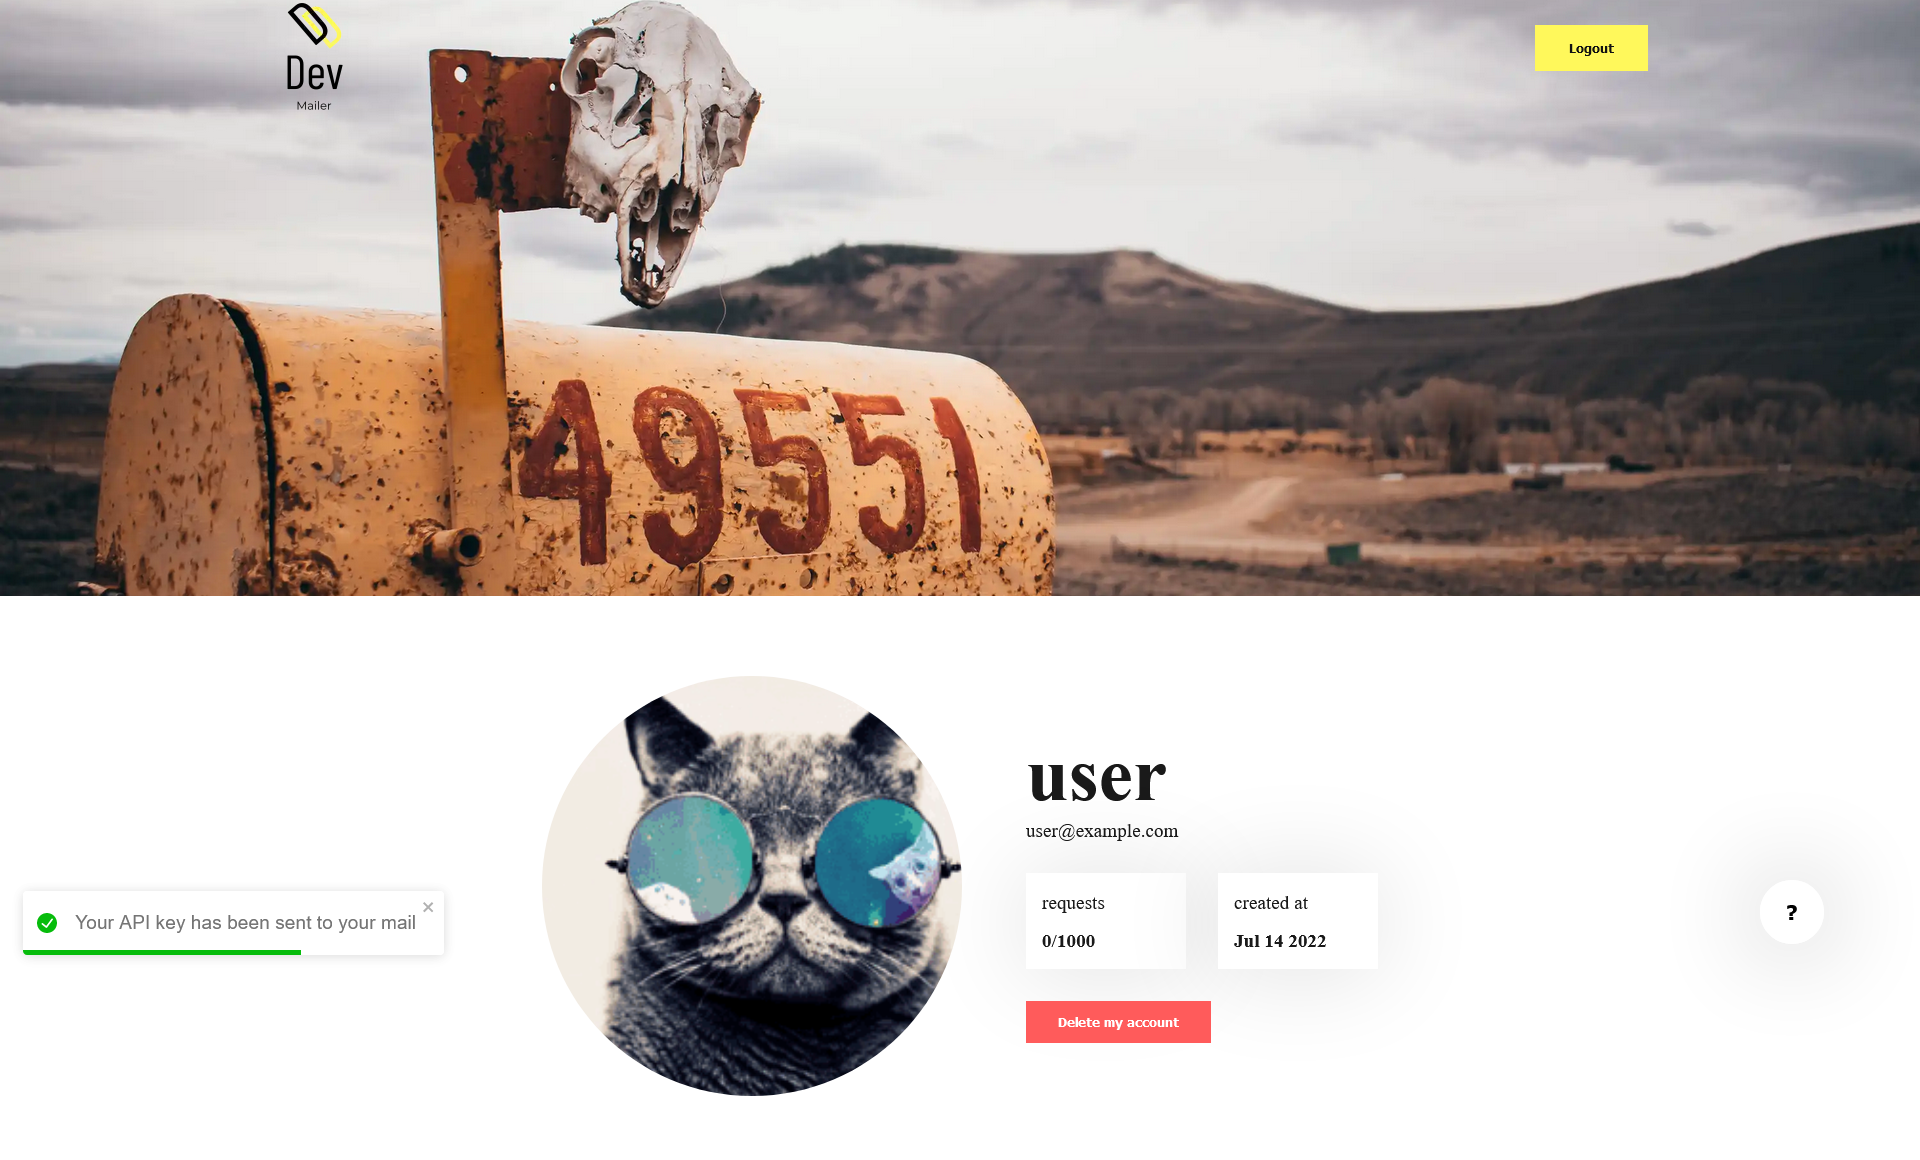 Dev
Mailer
Logout
49551
user
user@example.com
requests
0/1000
created at
Jul 14 2022
Delete my account
Your API key has been sent to your mail
?